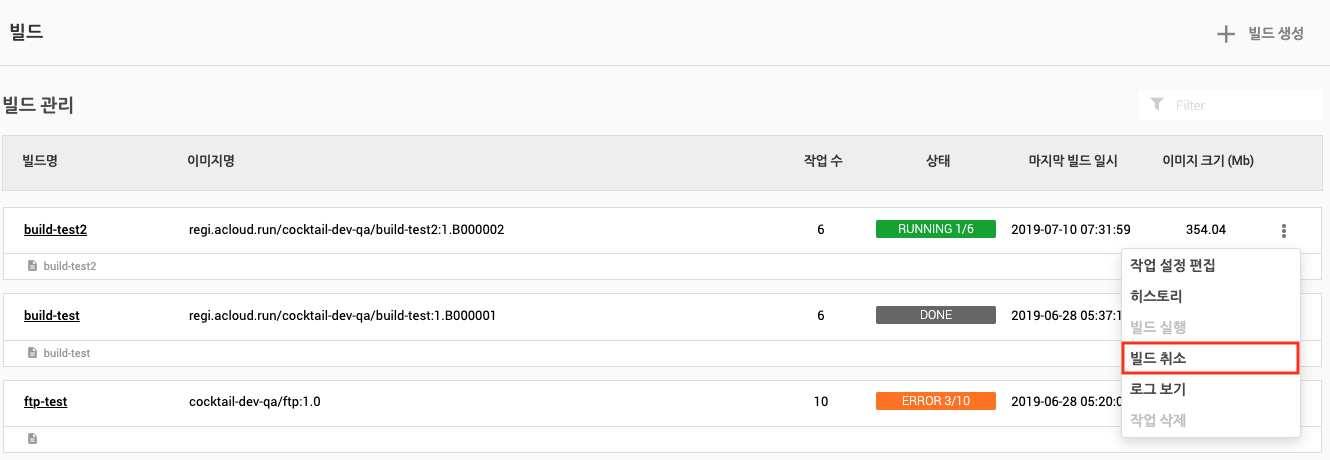 빌드
빌드 생성
빌드 관리
Filter
빌드명 이미지명 작업 수 상태 마지막 빌드 일시 이미지 크기 (Mb)
build-test2 regi.acloud.run/cocktail-dev-qa/build-test2:1.B000002 6 RUNNING 1/6 2019-07-10 07:31:59 354.04
build-test2
작업 설정 편집
히스토리
빌드 실행
빌드 취소
로그 보기
작업 삭제
build-test regi.acloud.run/cocktail-dev-qa/build-test:1.B000001 6 DONE 2019-06-28 05:37:1
build-test
ftp-test cocktail-dev-qa/ftp:1.0 10 ERROR 3/10 2019-06-28 05:20:0